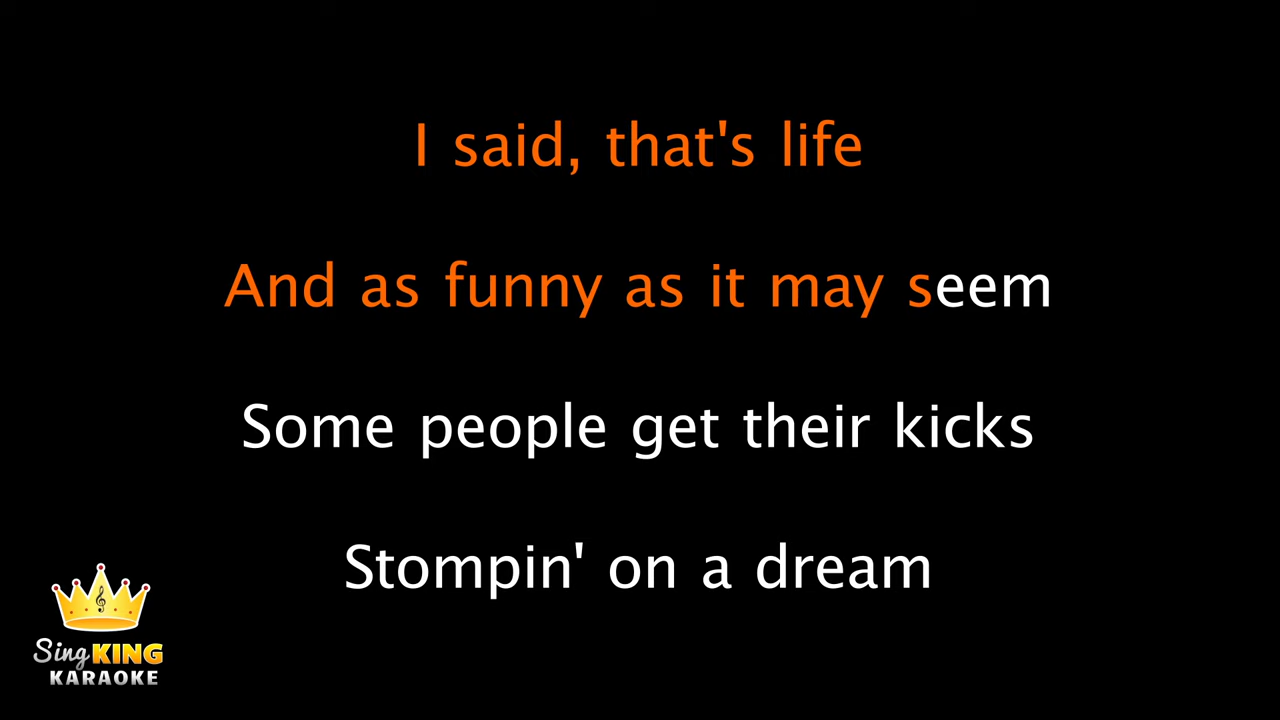 I said, that's life
And as funny as it may seem
Some people get their kicks
Stompin' on a dream
Sing KING
KARAOKE